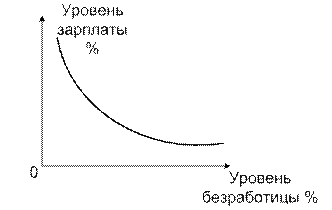 Уровень
зарплаты
%
0
Уровень
безработицы %